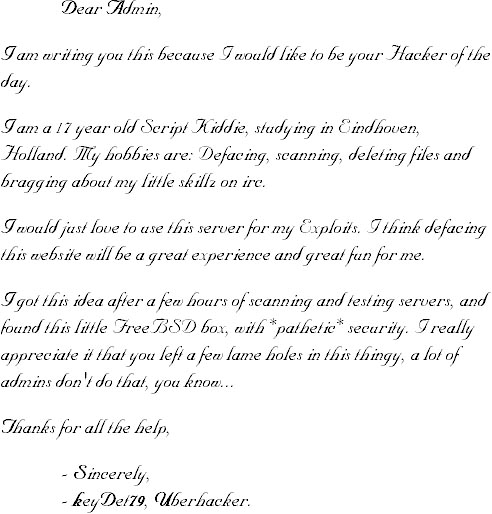 Dear Admin,
I am writing you this because I would like to be your Hacker of the
day.
I am a 17 year old Script Kiddie, studying in Eindhoven,
Holland. My hobbies are: Defacing, scanning, deleting files and
bragging about my little skillz on irc.
I would just love to use this server for my Exploits. I think defacing
this website will be a great experience and great fun for me.
I got this idea after a few hours of scanning and testing servers, and
found this little FreeBSD box, with *pathetic* security. I really
appreciate it that you left a few lame holes in this thingy, a lot of
admins don't do that, you know...
Thanks for all the help,
- Sincerely,
- keyDet79, Uberhacker.